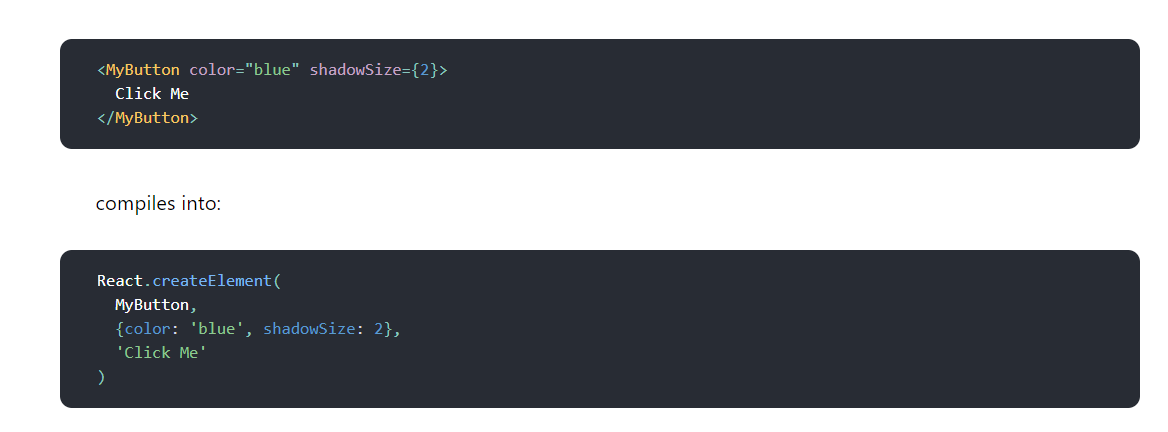 <MyButton color="blue" shadowSize={2}>
  Click Me
</MyButton>
compiles into:
React.createElement(
  MyButton,
  {color: 'blue', shadowSize: 2},
  'Click Me'
)